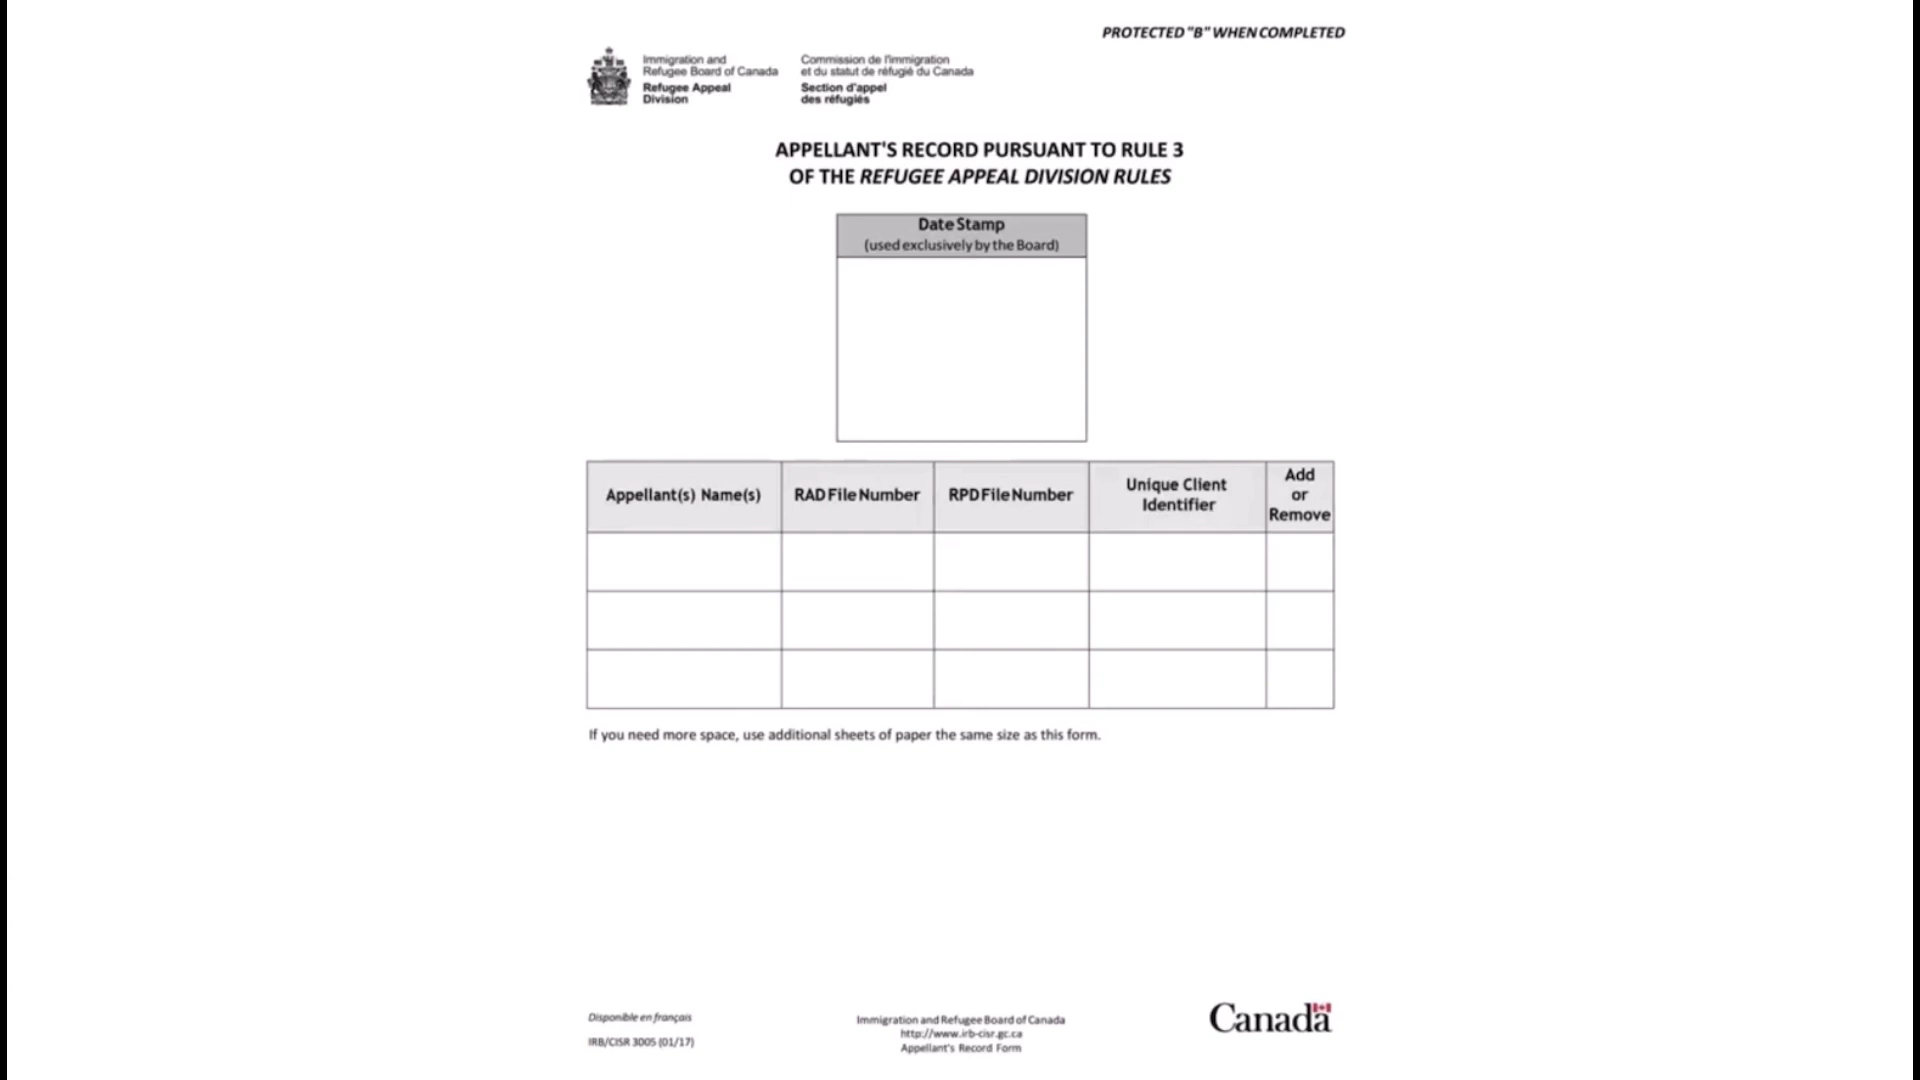 PROTECTED "B" WHEN COMPLETED
Immigration and
Refugee Board of Canada
Refugee Appeal
Division
Commission de l'immigration
et du statut de réfugié du Canada
Section d'appel
des réfugiés
APPELLANT'S RECORD PURSUANT TO RULE 3
OF THE REFUGEE APPEAL DIVISION RULES
Date Stamp
(used exclusively by the Board)
Appellant(s) Name(s)
RAD File Number
RPD File Number
Unique Client
Identifier
Add
or
Remove
If you need more space, use additional sheets of paper the same size as this form.
Disponible en français
IRB/CISR 3005 (01/17)
Immigration and Refugee Board of Canada
http://www.irb-cisr.gc.ca
Appellant's Record Form
Canada